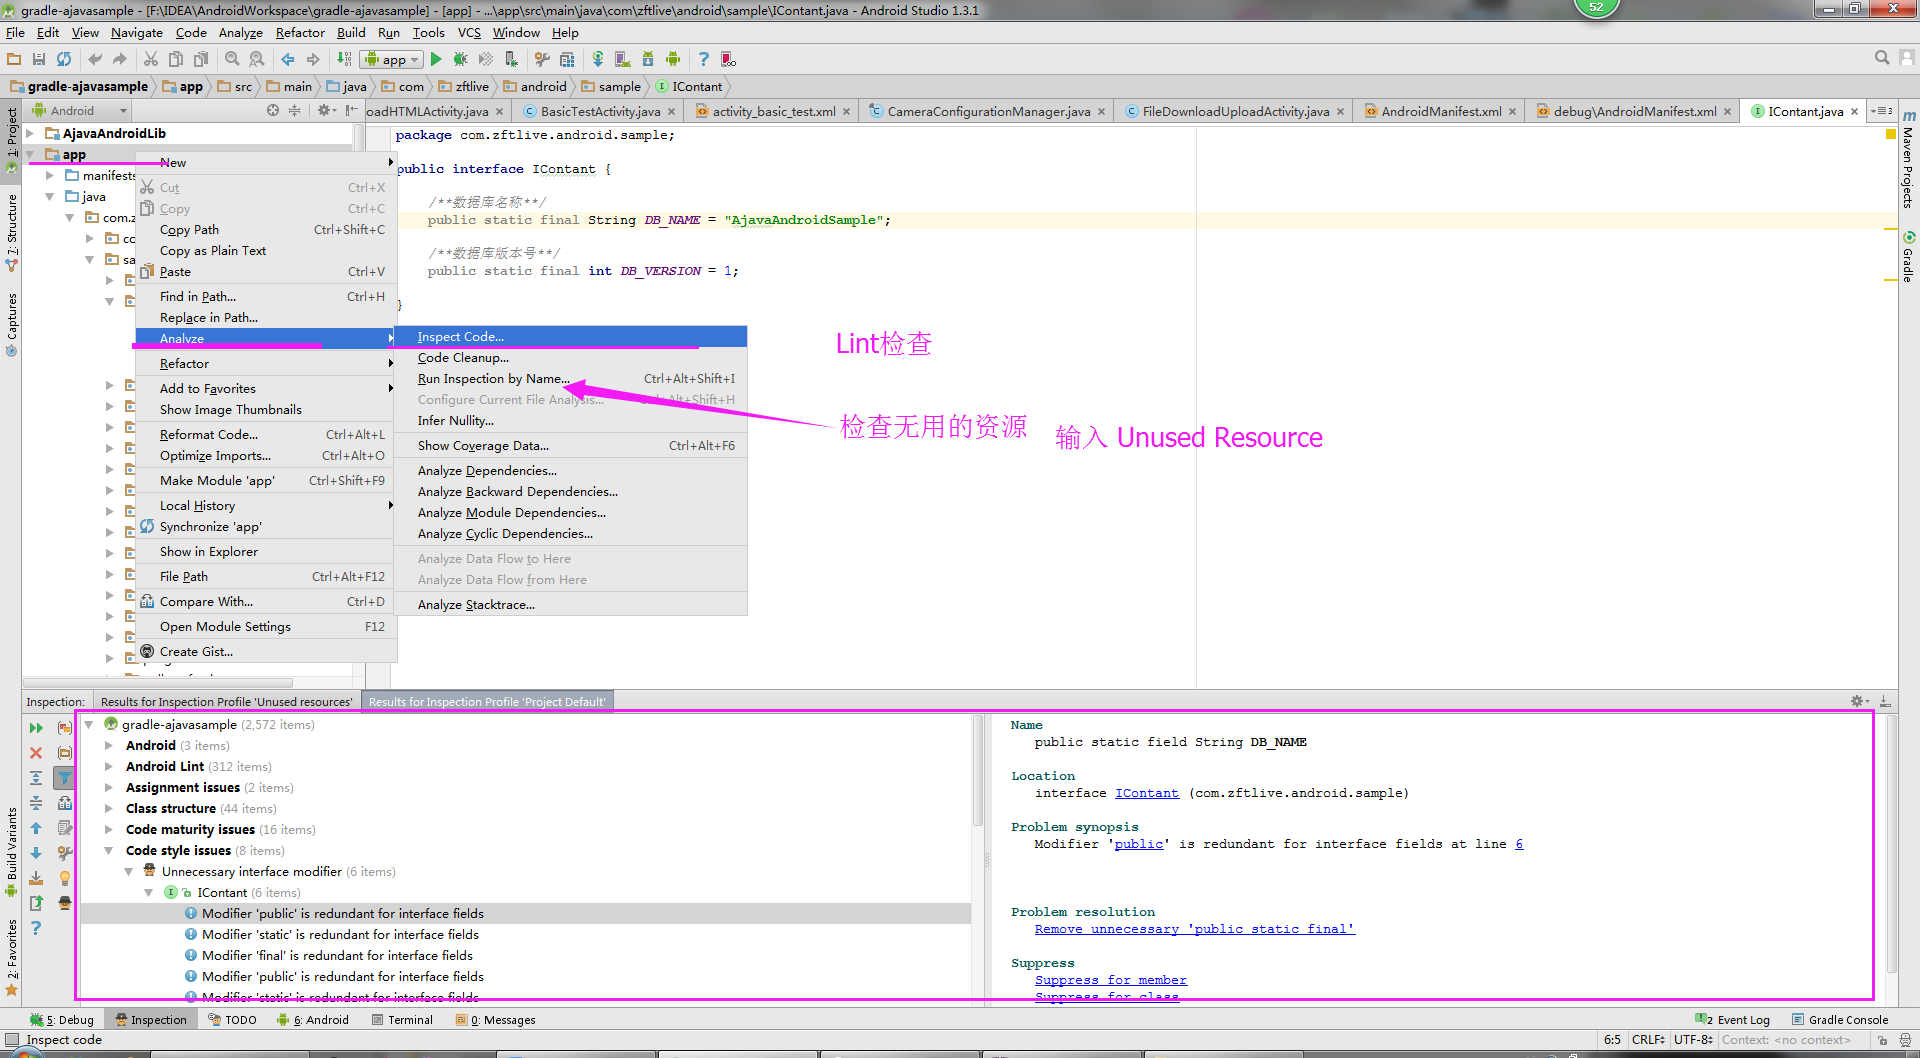 gradle-ajavasample - [F:\IDEA\AndroidWorkspace\gradle-ajavasample] - [app] - ...\app\src\main\java\com\zftlive\android\sample\IContant.java - Android Studio 1.3.1
52
File Edit View Navigate Code Analyze Refactor Build Run Tools VCS Window Help
app
gradle-ajavasample app src main java com zftlive android sample IContant
Android
oadHTMLActivity.java BasicTestActivity.java activity_basic_test.xml CameraConfigurationManager.java FileDownloadUploadActivity.java AndroidManifest.xml debug\AndroidManifest.xml IContant.java
1: Project
7: Structure
Captures
Build Variants
2: Favorites
Maven Projects
Gradle
AjavaAndroidLib
app
manifests
java
com.z
co
sa
package com.zftlive.android.sample;
public interface IContant {
/**数据库名称**/
public static final String DB_NAME = "AjavaAndroidSample";
/**数据库版本号**/
public static final int DB_VERSION = 1;
}
New
Cut Ctrl+X
Copy Ctrl+C
Copy Path Ctrl+Shift+C
Copy as Plain Text
Paste Ctrl+V
Find in Path... Ctrl+H
Replace in Path...
Analyze
Refactor
Add to Favorites
Show Image Thumbnails
Reformat Code... Ctrl+Alt+L
Optimize Imports... Ctrl+Alt+O
Make Module 'app' Ctrl+Shift+F9
Local History
Synchronize 'app'
Show in Explorer
File Path Ctrl+Alt+F12
Compare With... Ctrl+D
Open Module Settings F12
Create Gist...
Inspect Code...
Code Cleanup...
Run Inspection by Name... Ctrl+Alt+Shift+I
Configure Current File Analysis... Ctrl+Alt+Shift+H
Infer Nullity...
Show Coverage Data... Ctrl+Alt+F6
Analyze Dependencies...
Analyze Backward Dependencies...
Analyze Module Dependencies...
Analyze Cyclic Dependencies...
Analyze Data Flow to Here
Analyze Data Flow from Here
Analyze Stacktrace...
Lint检查
检查无用的资源
输入 Unused Resource
Inspection: Results for Inspection Profile 'Unused resources' Results for Inspection Profile 'Project Default'
gradle-ajavasample (2,572 items)
Android (3 items)
Android Lint (312 items)
Assignment issues (2 items)
Class structure (44 items)
Code maturity issues (16 items)
Code style issues (8 items)
Unnecessary interface modifier (6 items)
IContant (6 items)
Modifier 'public' is redundant for interface fields
Modifier 'static' is redundant for interface fields
Modifier 'final' is redundant for interface fields
Modifier 'public' is redundant for interface fields
Modifier 'static' is redundant for interface fields
Name
public static field String DB_NAME
Location
interface IContant (com.zftlive.android.sample)
Problem synopsis
Modifier 'public' is redundant for interface fields at line 6
Problem resolution
Remove unnecessary 'public static final'
Suppress
Suppress for member
Suppress for class
5: Debug Inspection TODO 6: Android Terminal 0: Messages 2 Event Log Gradle Console
Inspect code 6:5 CRLF UTF-8 Context: <no context>